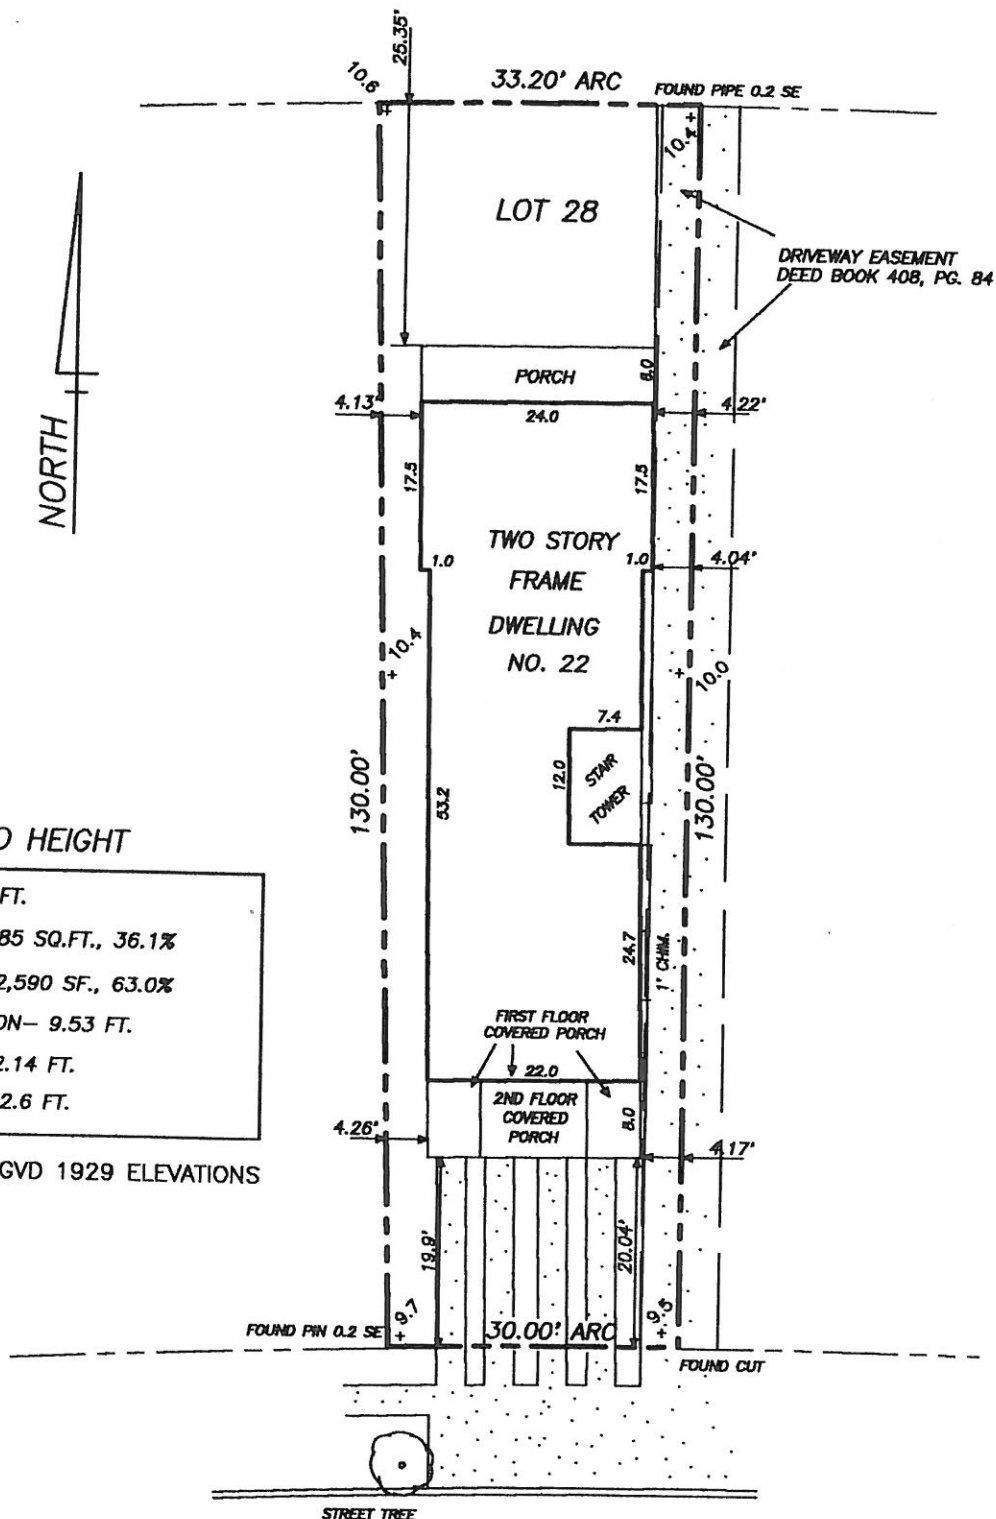 25.35'
10.6
33.20' ARC
FOUND PIPE 0.2 SE
LOT 28
DRIVEWAY EASEMENT
DEED BOOK 408, PG. 84
NORTH
PORCH
8.0
4.13'
24.0
4.22'
17.5
17.5
TWO STORY
1.0
1.0
4.04'
FRAME
DWELLING
NO. 22
10.4
10.0
7.4
12.0
STAIR
TOWER
130.00'
53.2
130.00'
HEIGHT
FT.
85 SQ.FT., 36.1%
2,590 SF., 63.0%
ON– 9.53 FT.
2.14 FT.
2.6 FT.
GVD 1929 ELEVATIONS
24.7
1' CHIM.
FIRST FLOOR
COVERED PORCH
22.0
2ND FLOOR
COVERED
PORCH
8.0
4.26'
4.17'
19.9'
20.04'
9.7
9.5
FOUND PIN 0.2 SE
30.00' ARC
FOUND CUT
STREET TREE